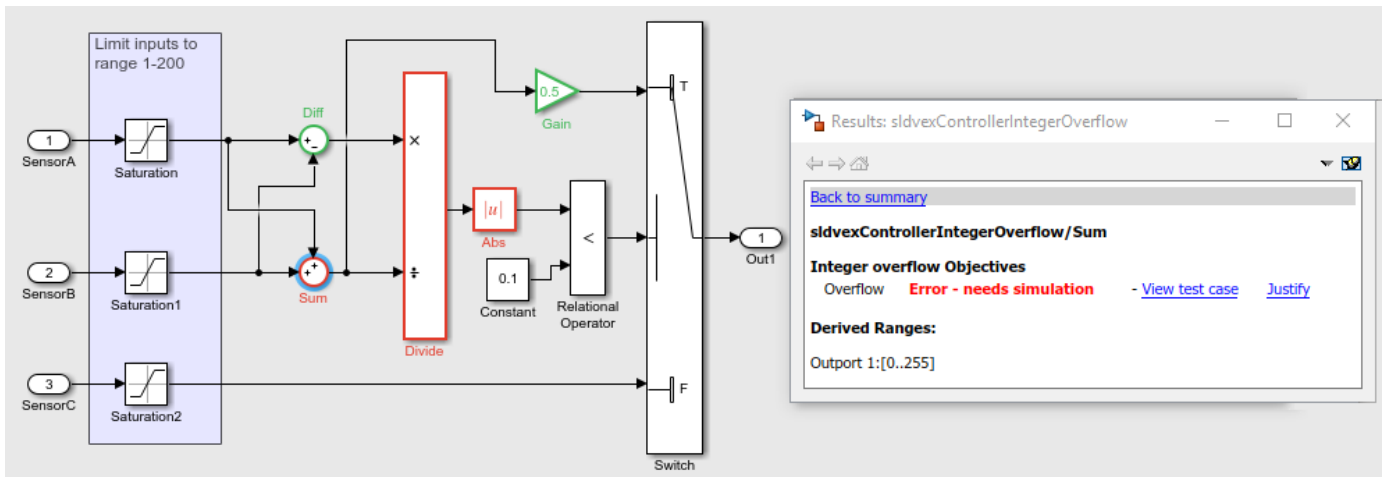 Limit inputs to
range 1-200
1
SensorA
Saturation
Diff
+
−
×
0.5
Gain
T
2
SensorB
Saturation1
+
+
Sum
÷
Divide
|u|
Abs
0.1
Constant
<
Relational
Operator
1
Out1
3
SensorC
Saturation2
F
Switch
Results: sldvexControllerIntegerOverflow
Back to summary
sldvexControllerIntegerOverflow/Sum
Integer overflow Objectives
Overflow Error - needs simulation - View test case Justify
Derived Ranges:
Outport 1:[0..255]